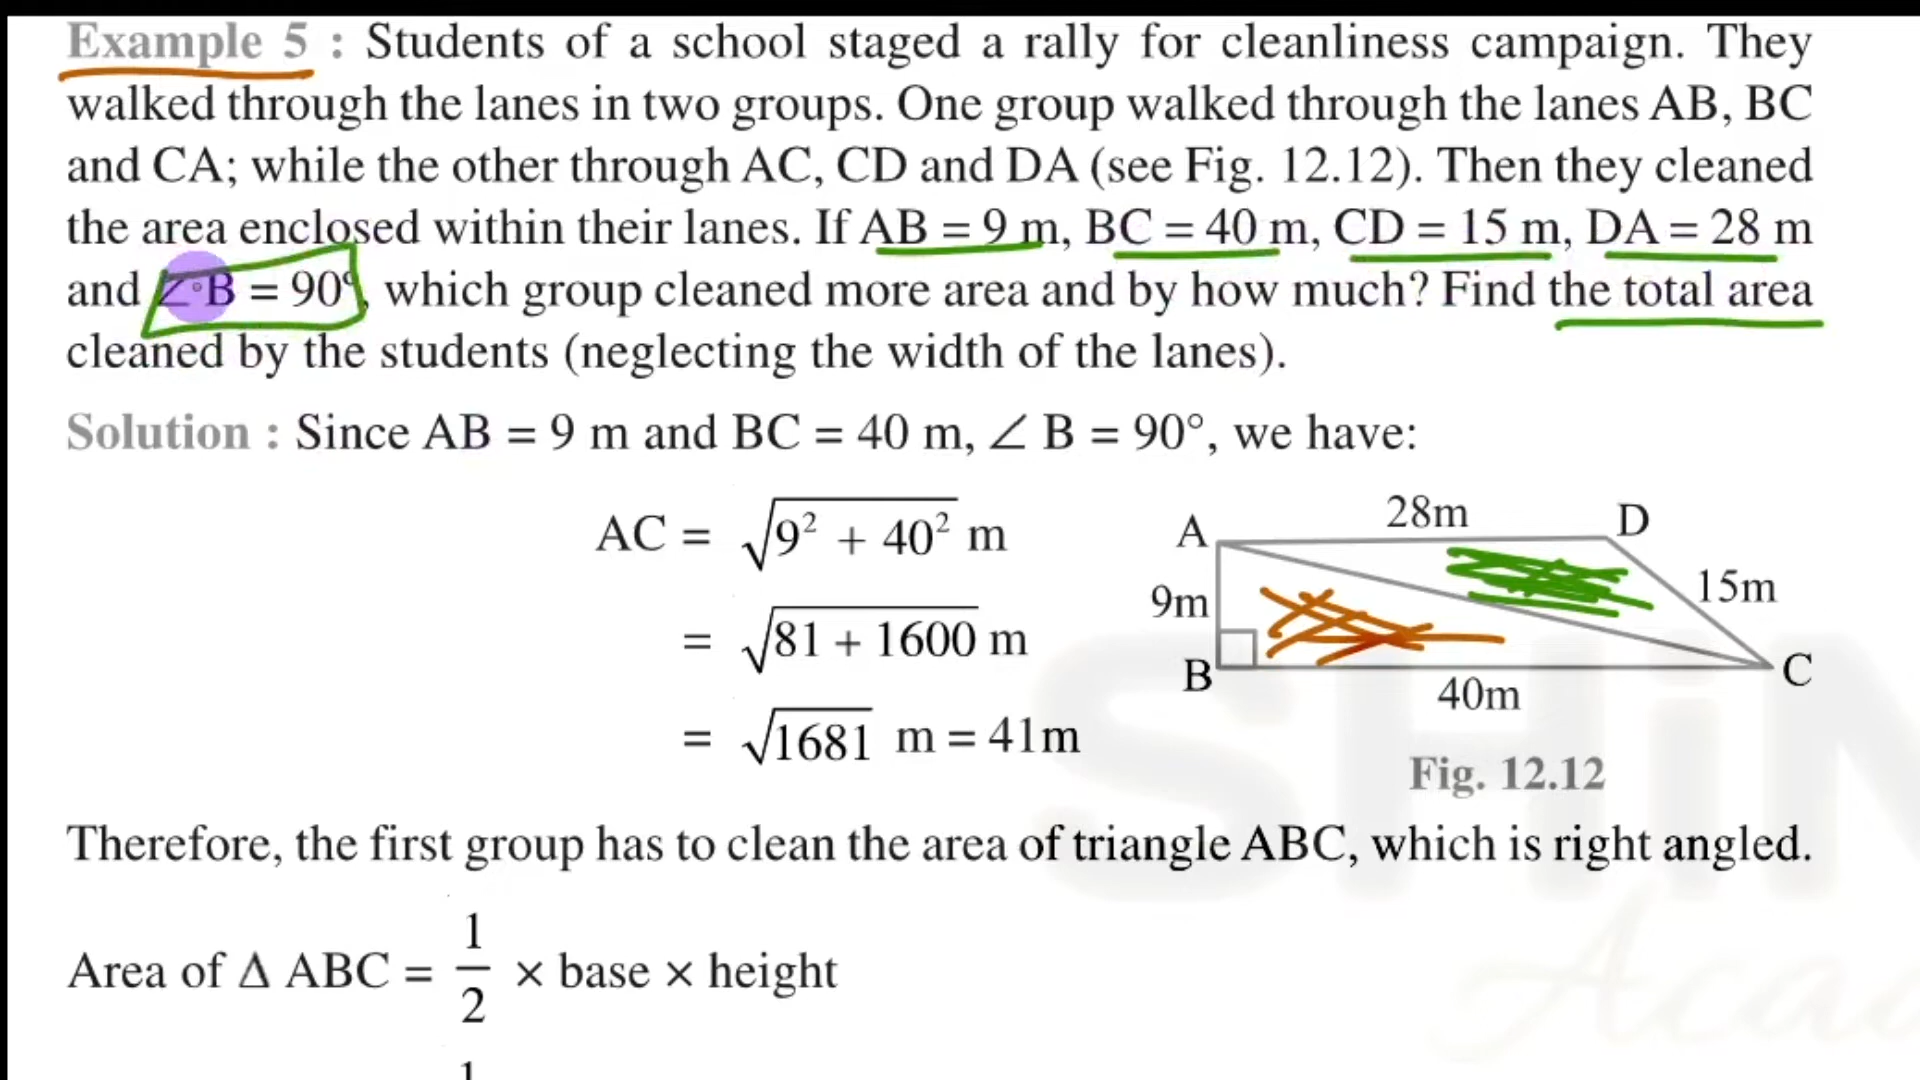 Example 5 : Students of a school staged a rally for cleanliness campaign. They
walked through the lanes in two groups. One group walked through the lanes AB, BC
and CA; while the other through AC, CD and DA (see Fig. 12.12). Then they cleaned
the area enclosed within their lanes. If AB = 9 m, BC = 40 m, CD = 15 m, DA = 28 m
and ∠ B = 90º, which group cleaned more area and by how much? Find the total area
cleaned by the students (neglecting the width of the lanes).
Solution : Since AB = 9 m and BC = 40 m, ∠ B = 90°, we have:
AC = √(9² + 40²) m
= √(81 + 1600) m
= √1681 m = 41m
A
28m
D
9m
15m
B
40m
C
Fig. 12.12
Therefore, the first group has to clean the area of triangle ABC, which is right angled.
Area of Δ ABC = 1/2 × base × height